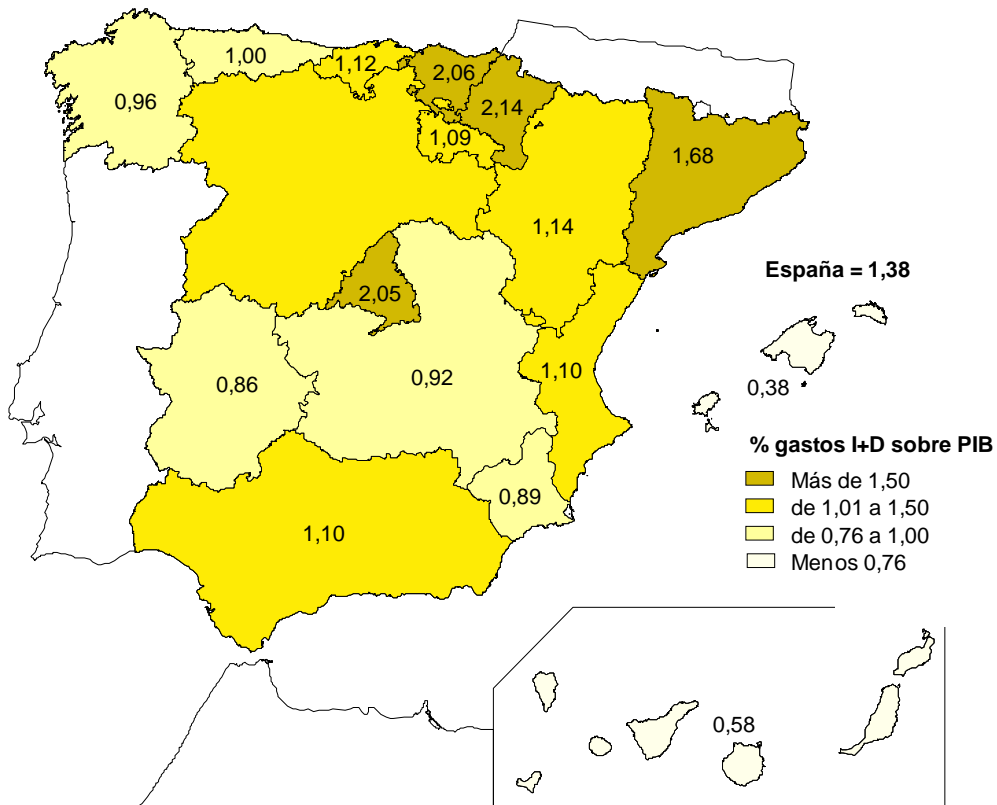 1,00
1,12
2,06
0,96
2,14
1,09
1,68
1,14
España = 1,38
2,05
0,86
0,92
1,10
0,38
% gastos I+D sobre PIB
Más de 1,50
de 1,01 a 1,50
de 0,76 a 1,00
Menos 0,76
0,89
1,10
0,58